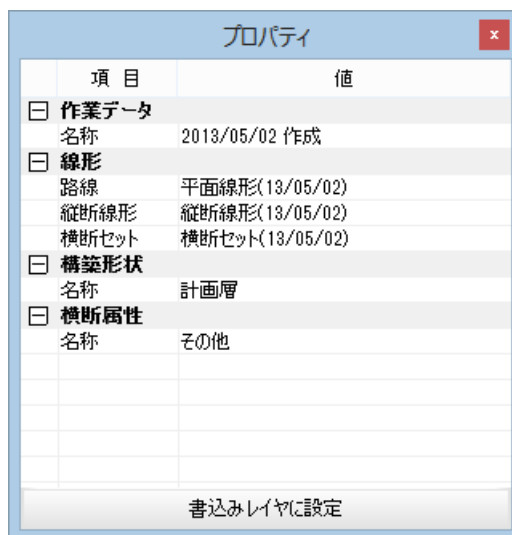 プロパティ
x
項 目 値
作業データ
名称 2013/05/02 作成
線形
路線 平面線形(13/05/02)
縦断線形 縦断線形(13/05/02)
横断セット 横断セット(13/05/02)
構築形状
名称 計画層
横断属性
名称 その他
書込みレイヤに設定